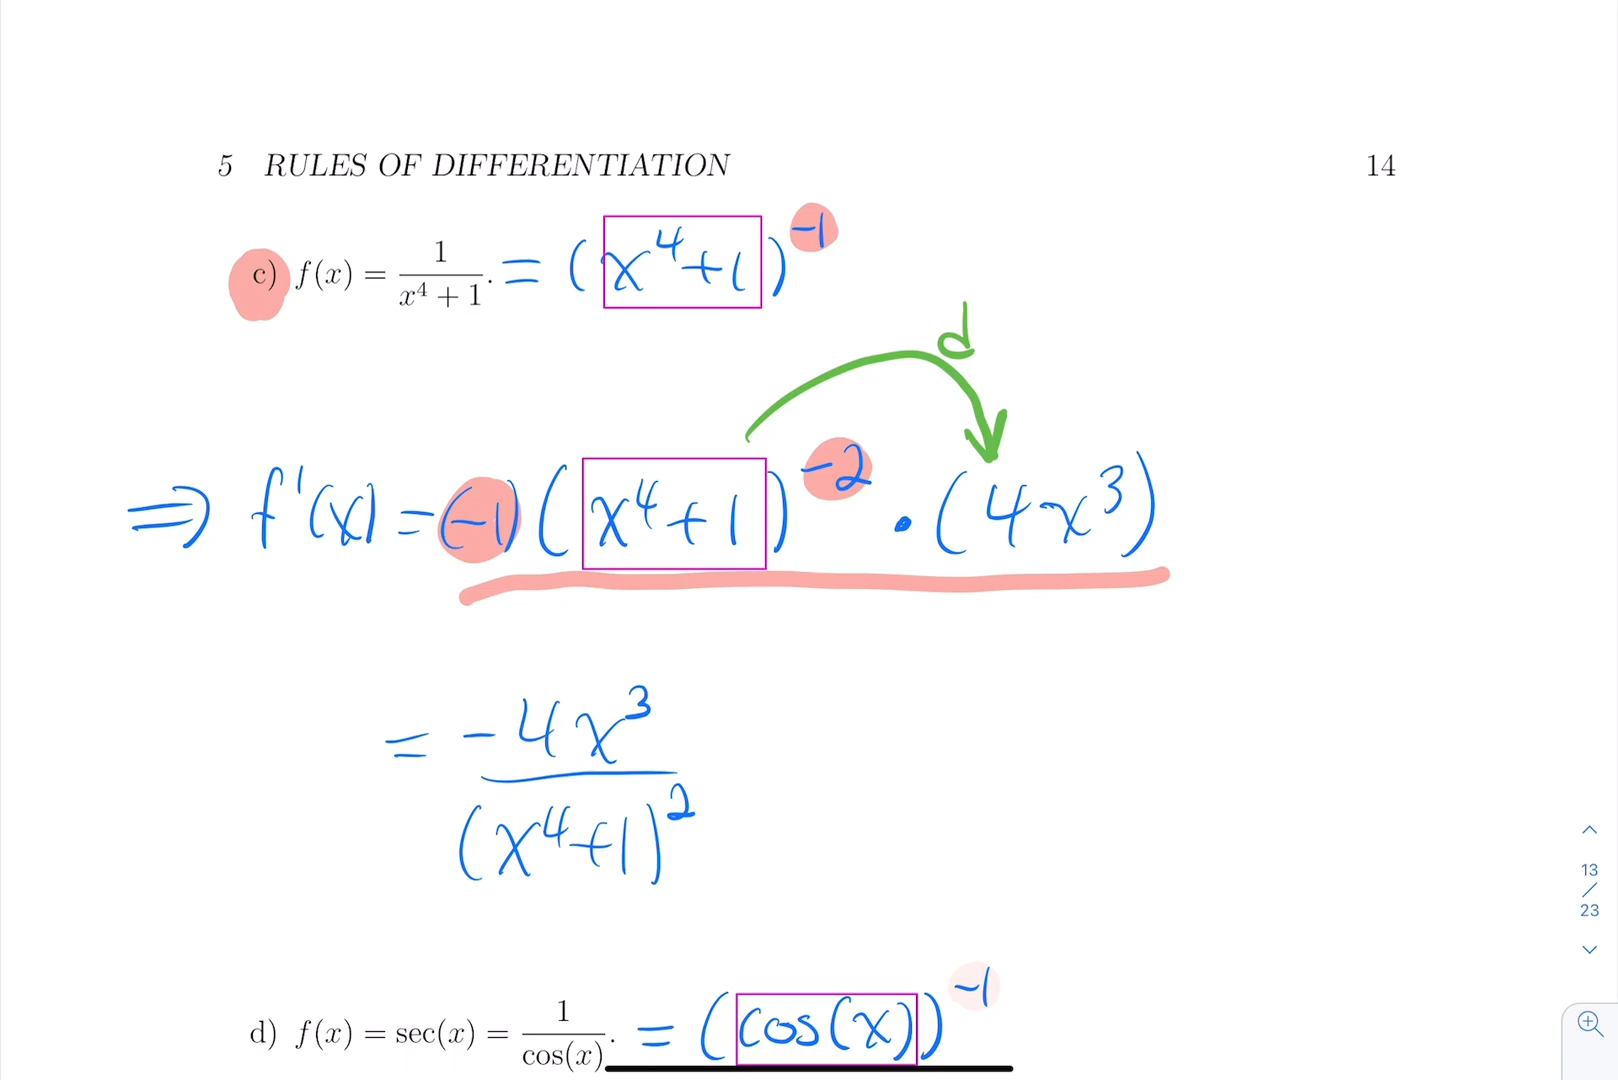 5 RULES OF DIFFERENTIATION 14
c) f(x) = 1/(x⁴ + 1). = (x⁴+1)⁻¹
d
⇒ f'(x) = (-1)(x⁴+1)⁻² · (4x³)
= -4x³/(x⁴+1)²
13
/
23
d) f(x) = sec(x) = 1/cos(x). = (cos(x))⁻¹